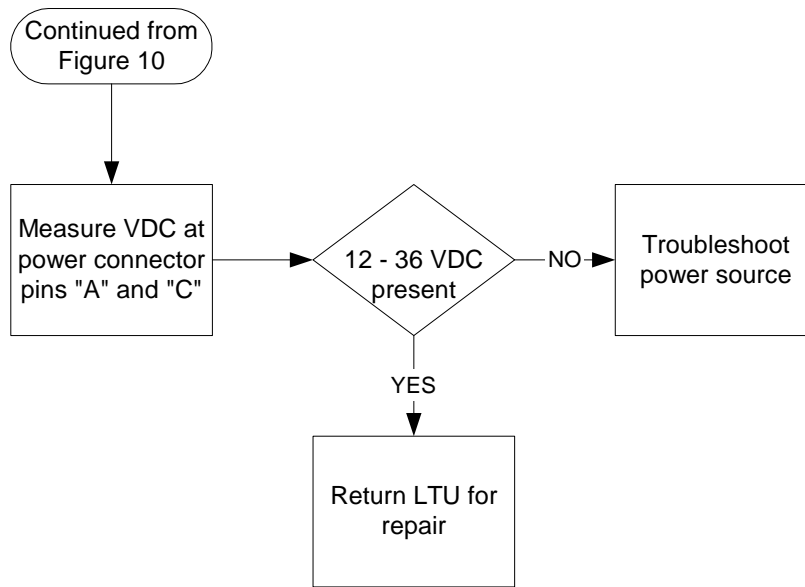 Continued from
Figure 10
Measure VDC at
power connector
pins "A" and "C"
12 - 36 VDC
present
NO
Troubleshoot
power source
YES
Return LTU for
repair